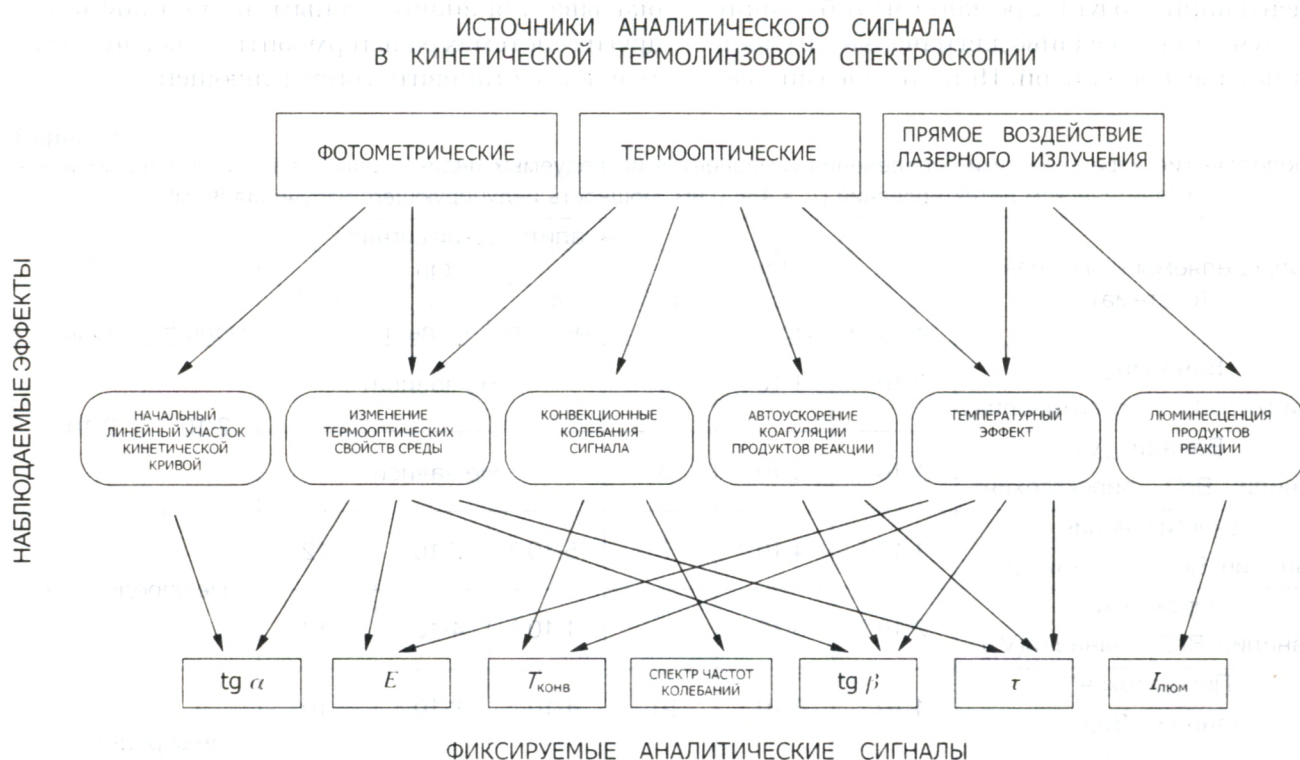 ИСТОЧНИКИ АНАЛИТИЧЕСКОГО СИГНАЛА
В КИНЕТИЧЕСКОЙ ТЕРМОЛИНЗОВОЙ СПЕКТРОСКОПИИ
ФОТОМЕТРИЧЕСКИЕ
ТЕРМООПТИЧЕСКИЕ
ПРЯМОЕ ВОЗДЕЙСТВИЕ
ЛАЗЕРНОГО ИЗЛУЧЕНИЯ
НАБЛЮДАЕМЫЕ ЭФФЕКТЫ
НАЧАЛЬНЫЙ
ЛИНЕЙНЫЙ УЧАСТОК
КИНЕТИЧЕСКОЙ
КРИВОЙ
ИЗМЕНЕНИЕ
ТЕРМООПТИЧЕСКИХ
СВОЙСТВ СРЕДЫ
КОНВЕКЦИОННЫЕ
КОЛЕБАНИЯ
СИГНАЛА
АВТОУСКОРЕНИЕ
КОАГУЛЯЦИИ
ПРОДУКТОВ РЕАКЦИИ
ТЕМПЕРАТУРНЫЙ
ЭФФЕКТ
ЛЮМИНЕСЦЕНЦИЯ
ПРОДУКТОВ
РЕАКЦИИ
tg α
E
Tконв
СПЕКТР ЧАСТОТ
КОЛЕБАНИЙ
tg β
τ
Iлюм
ФИКСИРУЕМЫЕ АНАЛИТИЧЕСКИЕ СИГНАЛЫ